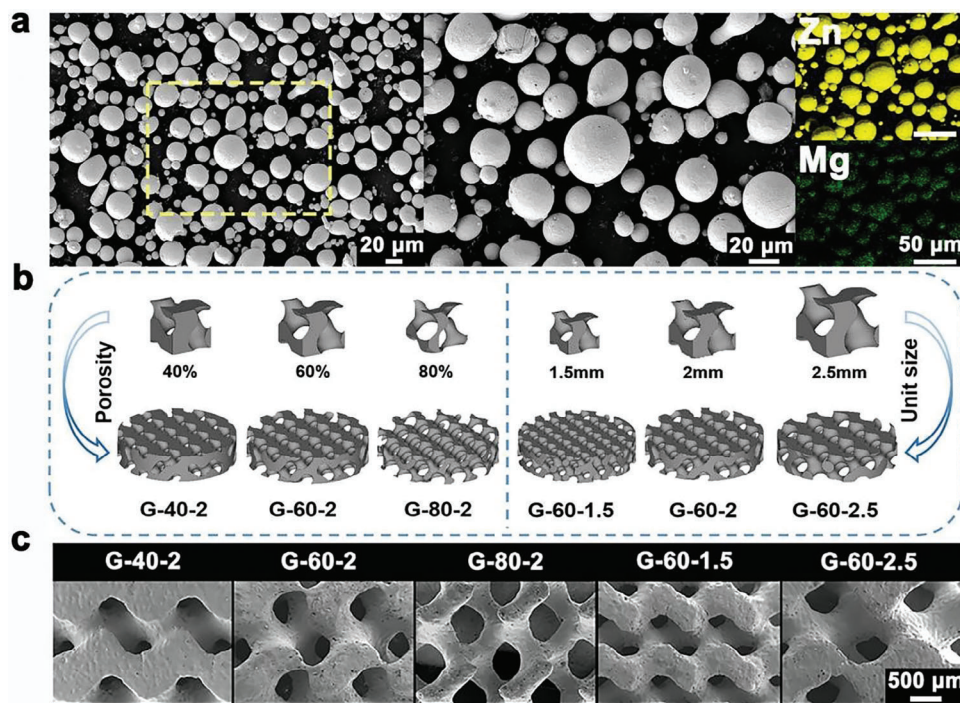 a
Zn
Mg
20 μm
20 μm
50 μm
b
Porosity
40%
60%
80%
1.5mm
2mm
2.5mm
Unit size
G-40-2
G-60-2
G-80-2
G-60-1.5
G-60-2
G-60-2.5
c
G-40-2
G-60-2
G-80-2
G-60-1.5
G-60-2.5
500 μm